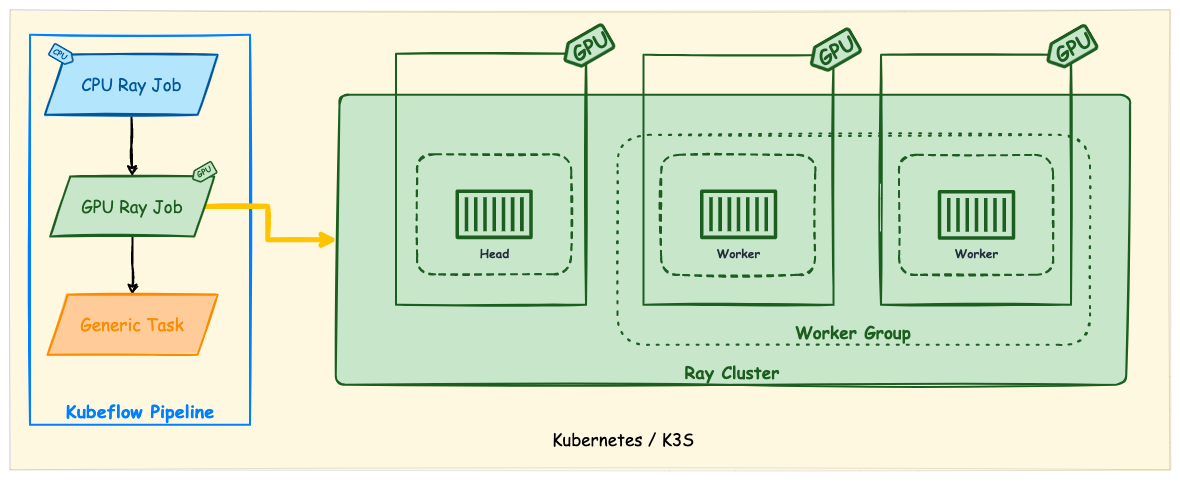 CPU
CPU Ray Job
GPU
GPU Ray Job
Generic Task
Kubeflow Pipeline
GPU
GPU
GPU
Head
Worker
Worker
Worker Group
Ray Cluster
Kubernetes / K3S